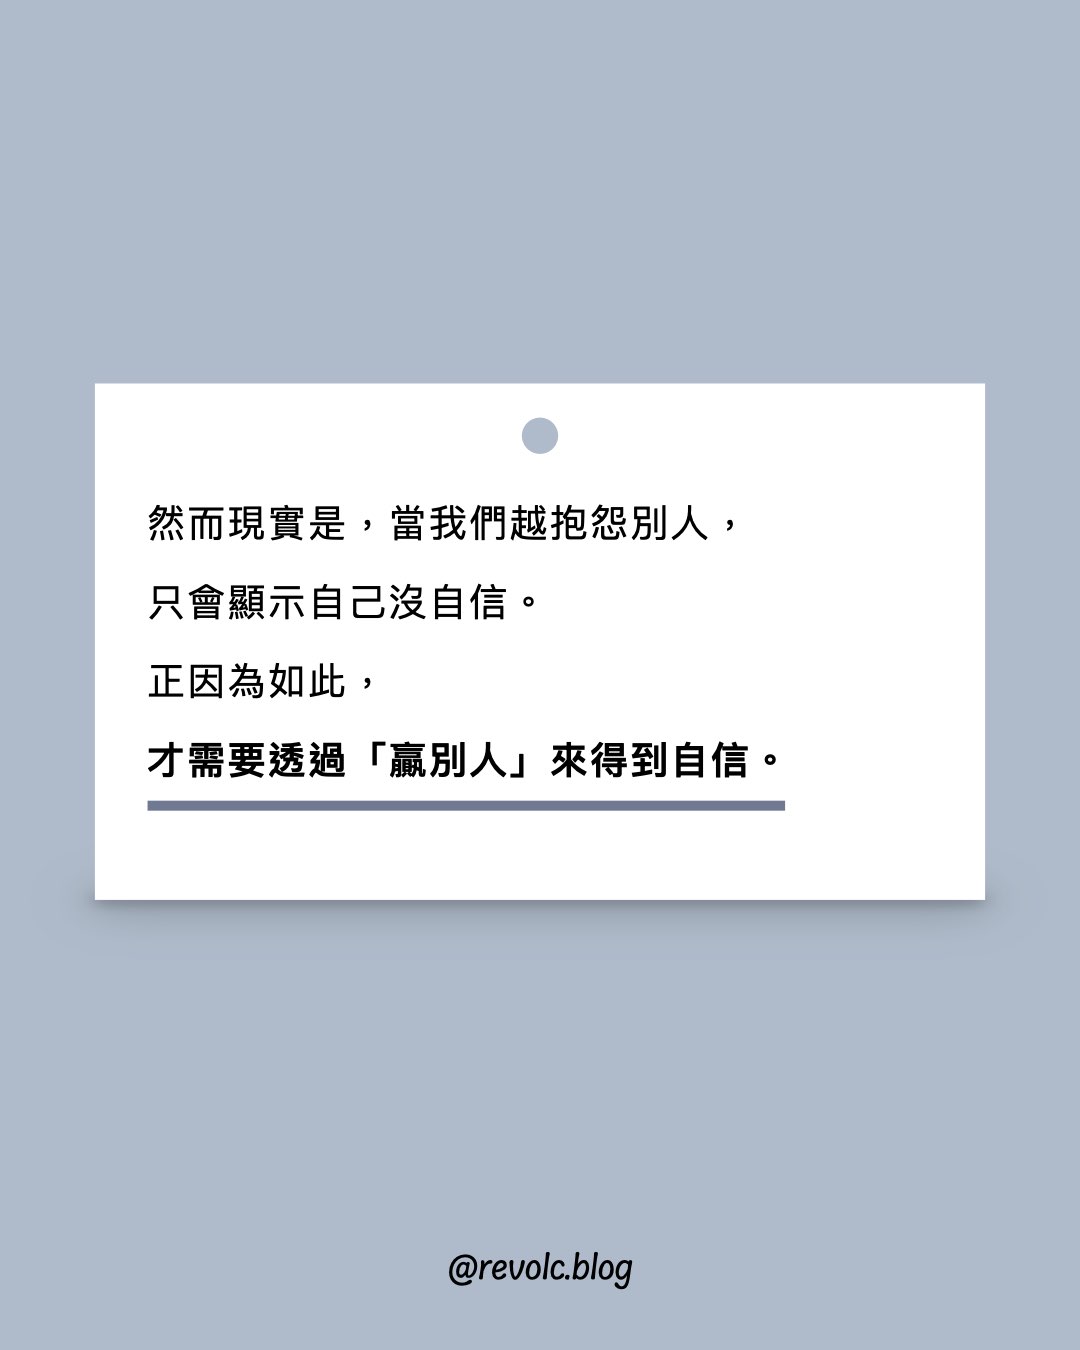 然而現實是，當我們越抱怨別人，
只會顯示自己沒自信。
正因為如此，
才需要透過「贏別人」來得到自信。
@revolc.blog